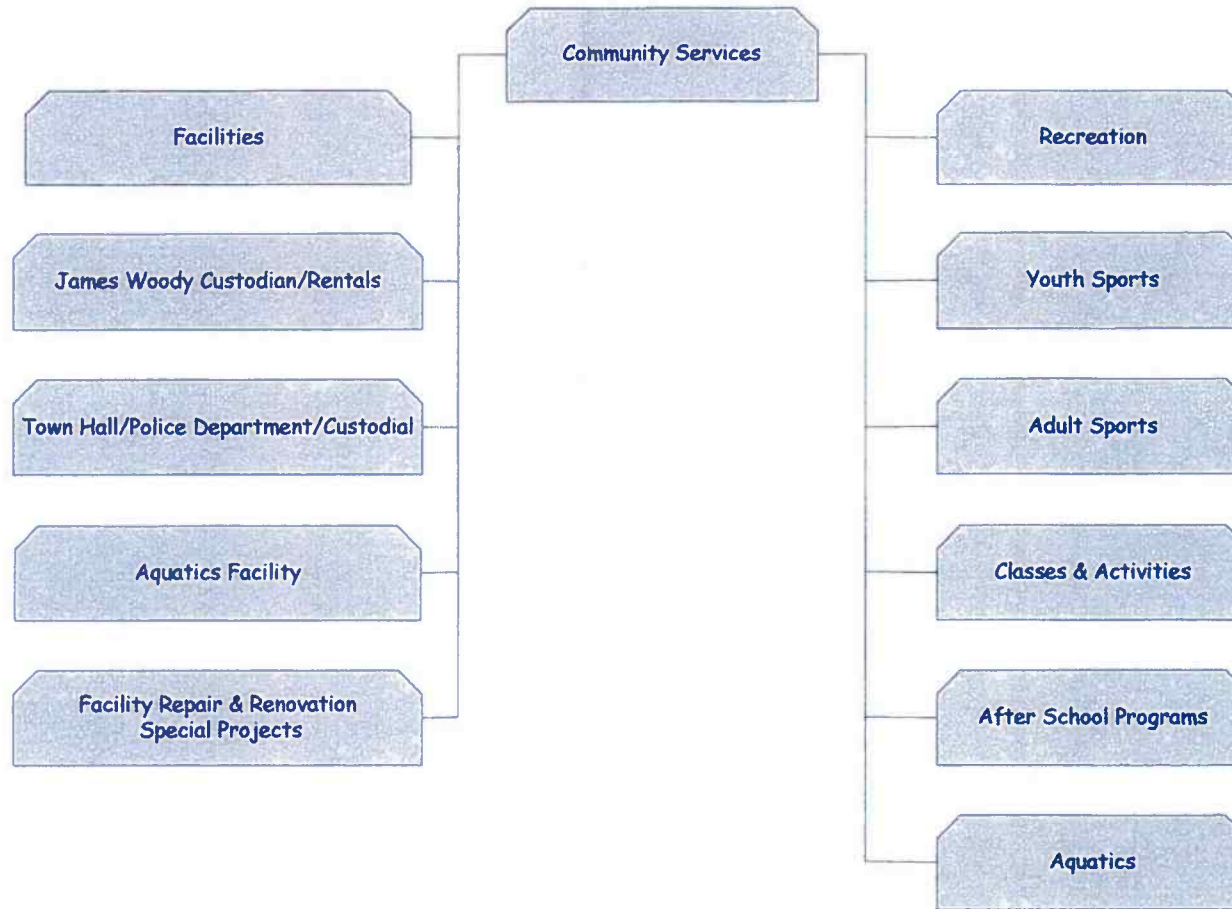 Community Services
Facilities
James Woody Custodian/Rentals
Town Hall/Police Department/Custodial
Aquatics Facility
Facility Repair & Renovation
Special Projects
Recreation
Youth Sports
Adult Sports
Classes & Activities
After School Programs
Aquatics